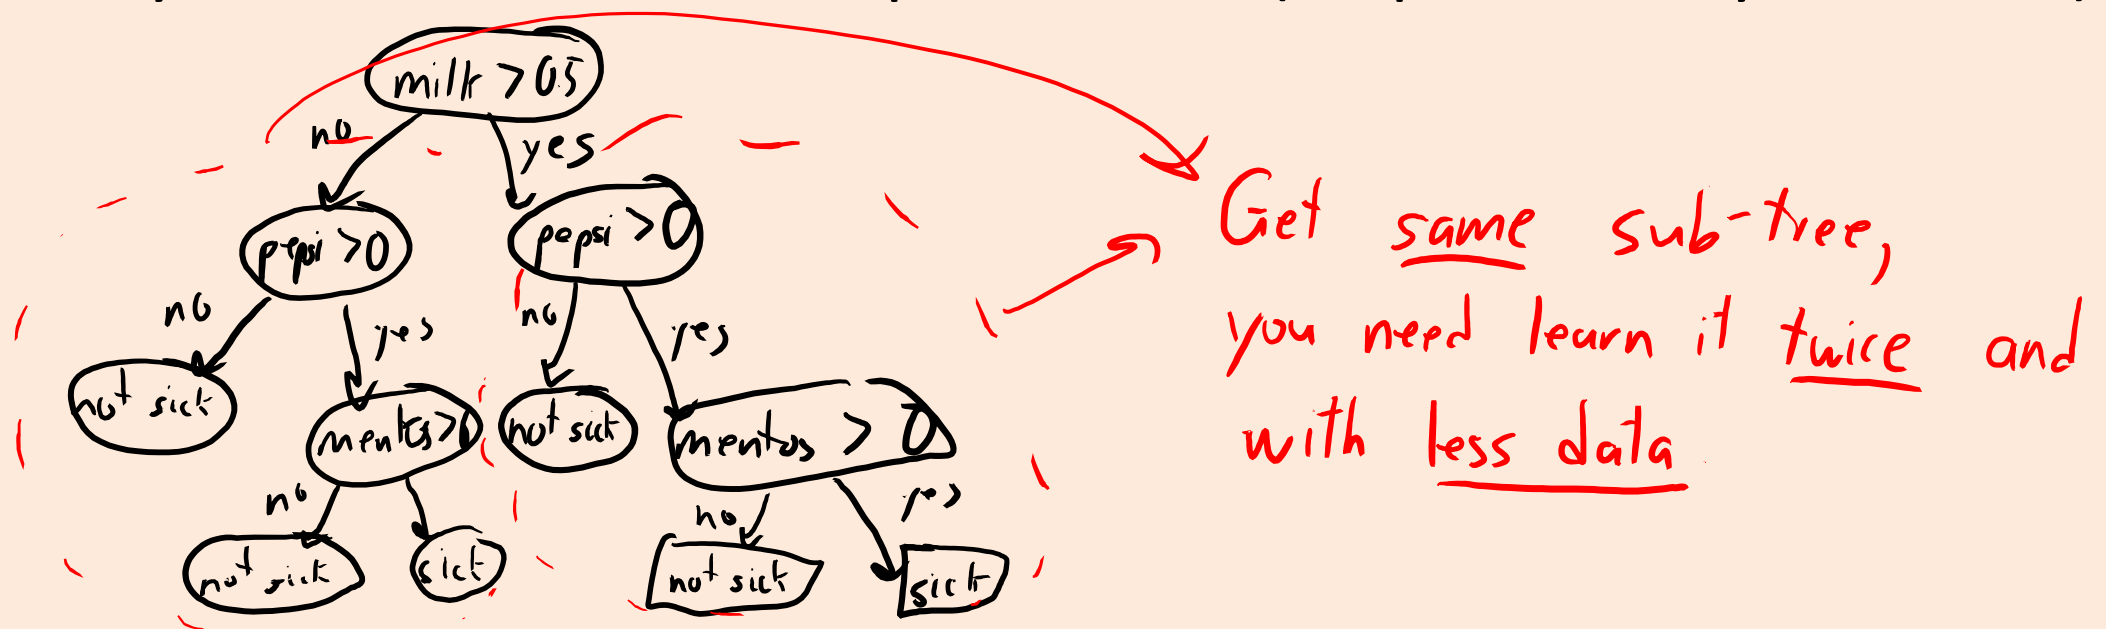 milk > 0.5
no
yes
pepsi > 0
pepsi > 0
no
yes
no
yes
not sick
mentos > 0
not sick
mentos > 0
no
no
yes
not sick
sick
not sick
sick
Get same sub-tree,
you need learn it twice and
with less data